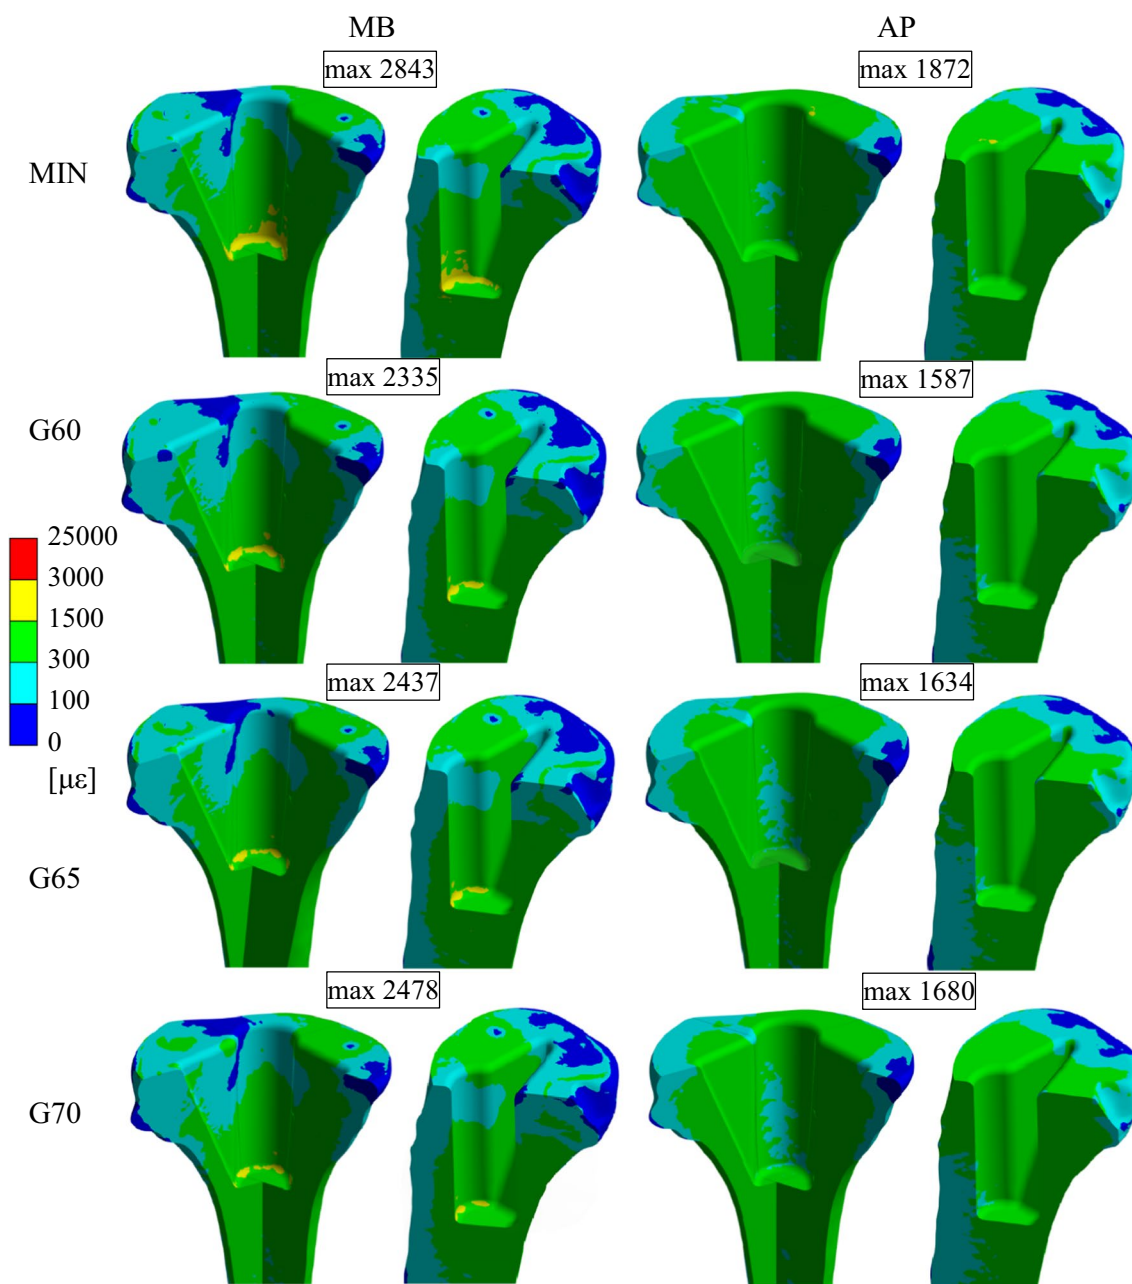 MB
AP
max 2843
max 1872
MIN
max 2335
max 1587
G60
25000
3000
1500
300
100
0
[με]
max 2437
max 1634
G65
max 2478
max 1680
G70